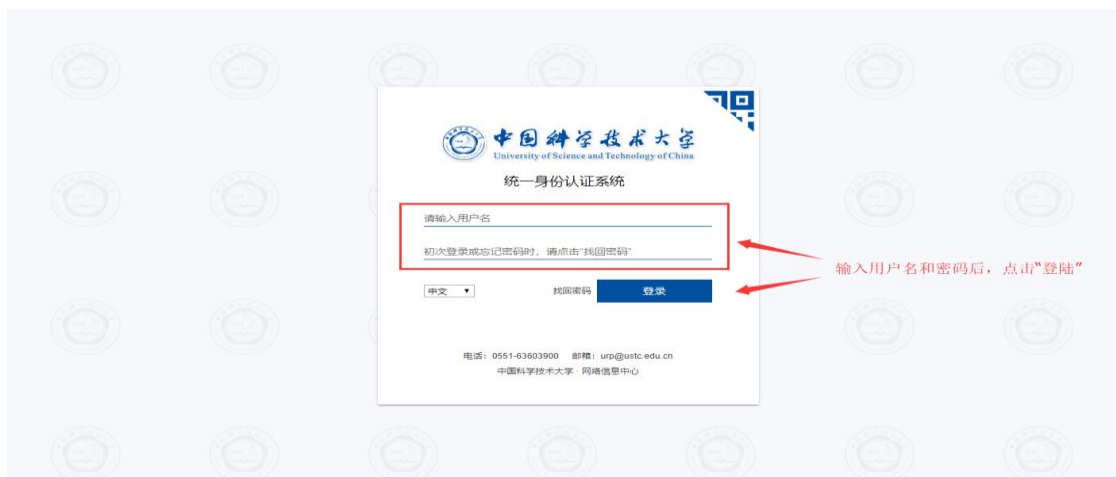 中国科学技术大学
University of Science and Technology of China
统一身份认证系统
请输入用户名
初次登录或忘记密码时，请点击“找回密码”
输入用户名和密码后，点击“登陆”
中文 找回密码 登录
电话：0551-63603900 邮箱：urp@ustc.edu.cn
中国科学技术大学 · 网络信息中心